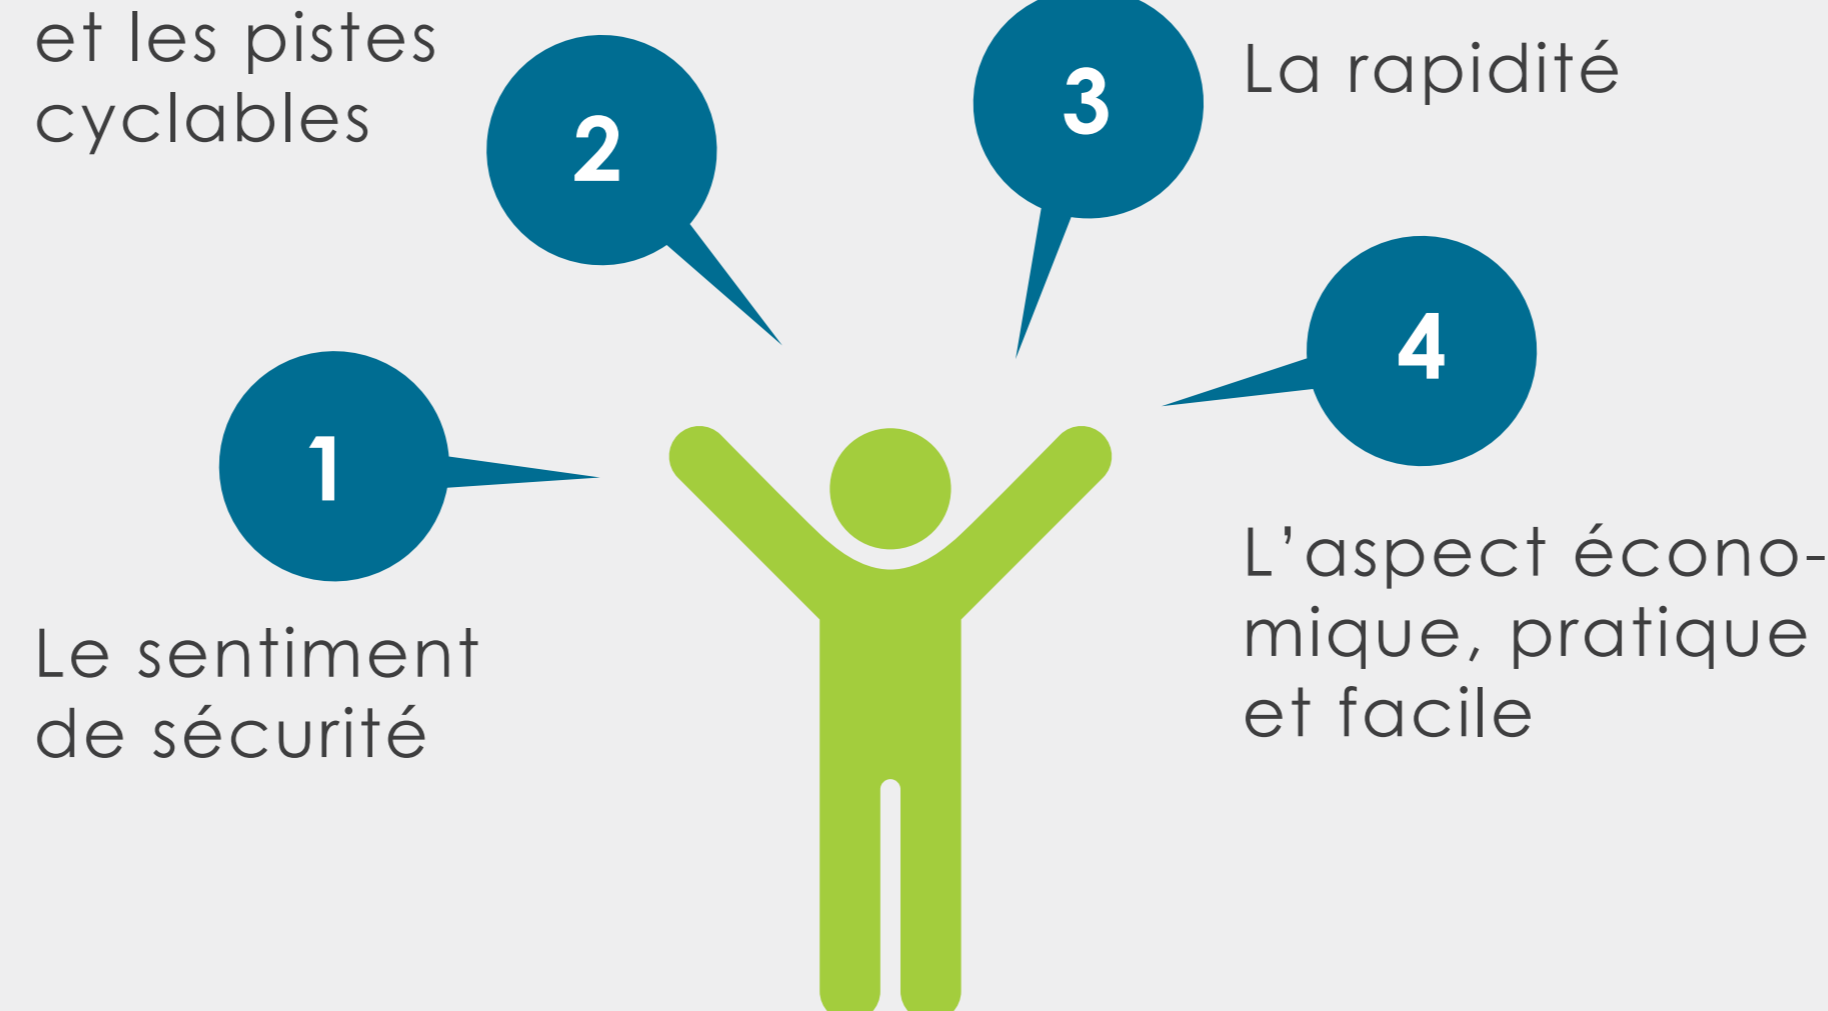 et les pistes
cyclables
2
3
La rapidité
4
1
Le sentiment
de sécurité
L’aspect écono-
mique, pratique
et facile